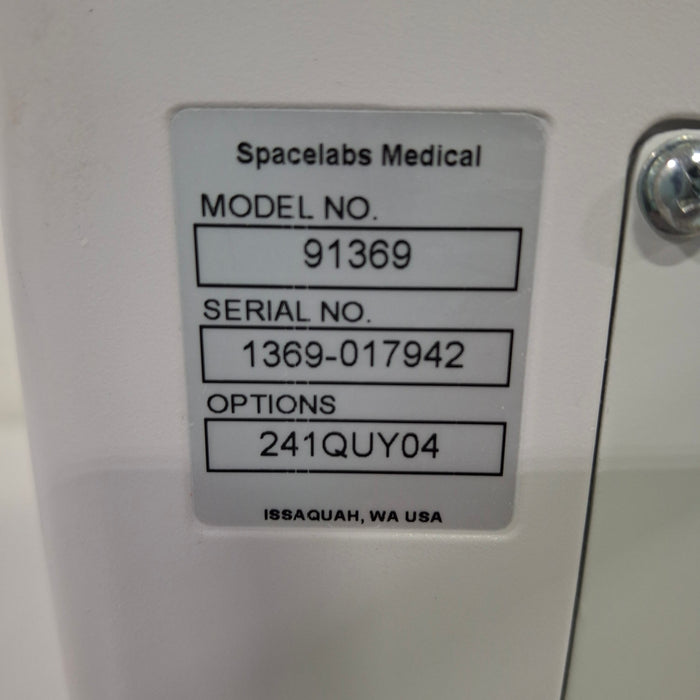 Spacelabs Medical
MODEL NO.
91369
SERIAL NO.
1369-017942
OPTIONS
241QUY04
ISSAQUAH, WA USA